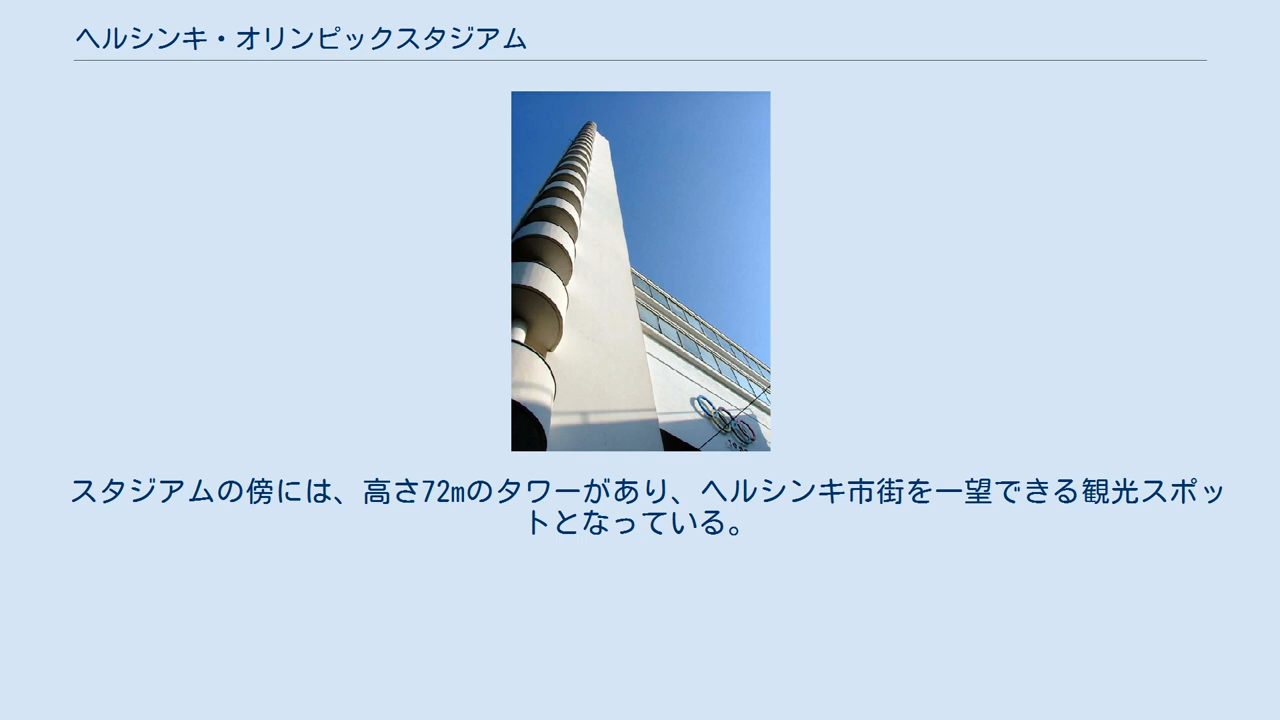 ヘルシンキ・オリンピックスタジアム
スタジアムの傍には、高さ72mのタワーがあり、ヘルシンキ市街を一望できる観光スポッ
トとなっている。